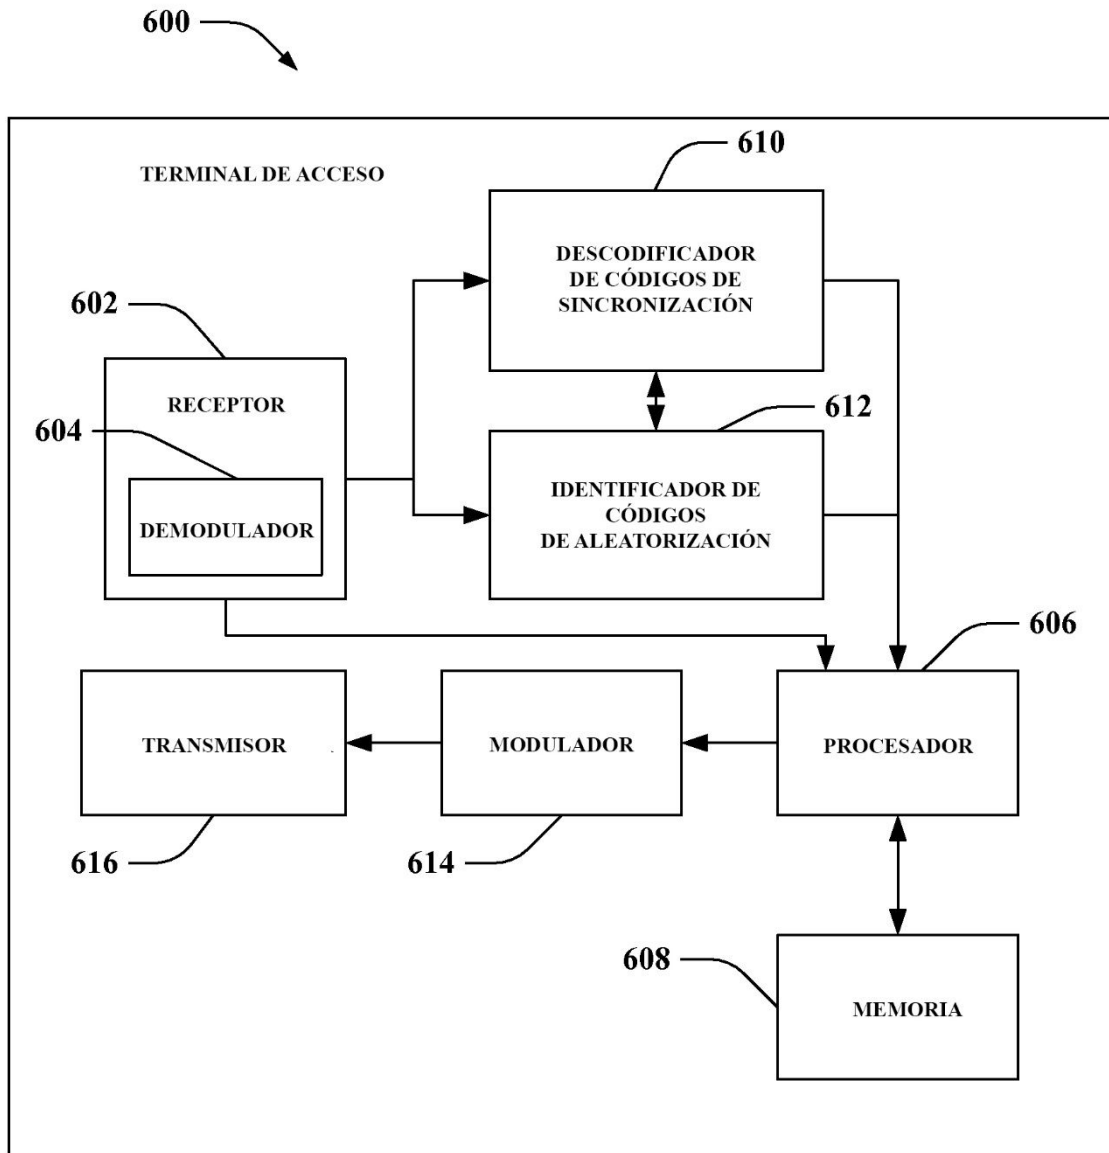 600
TERMINAL DE ACCESO
610
DESCODIFICADOR
DE CÓDIGOS DE
SINCRONIZACIÓN
602
RECEPTOR
604
DEMODULADOR
612
IDENTIFICADOR DE
CÓDIGOS
DE ALEATORIZACIÓN
606
TRANSMISOR
MODULADOR
PROCESADOR
616
614
608
MEMORIA